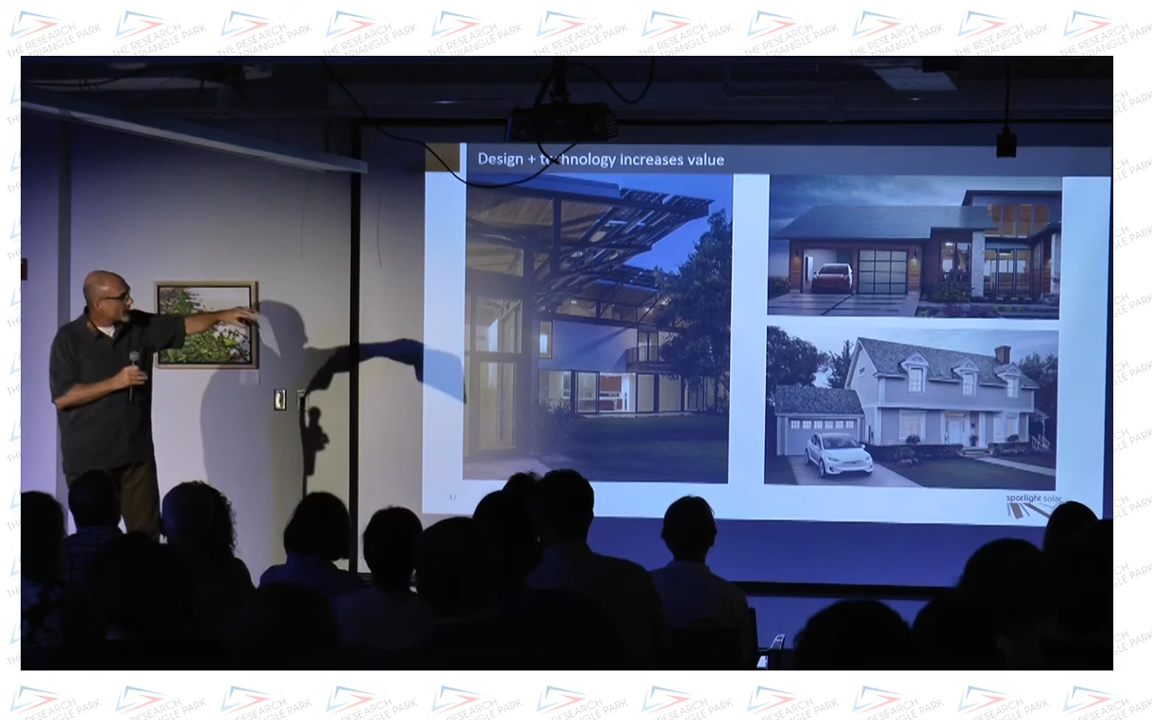 THE RESEARCH
TRIANGLE PARK
Design + technology increases value
spotlight solar